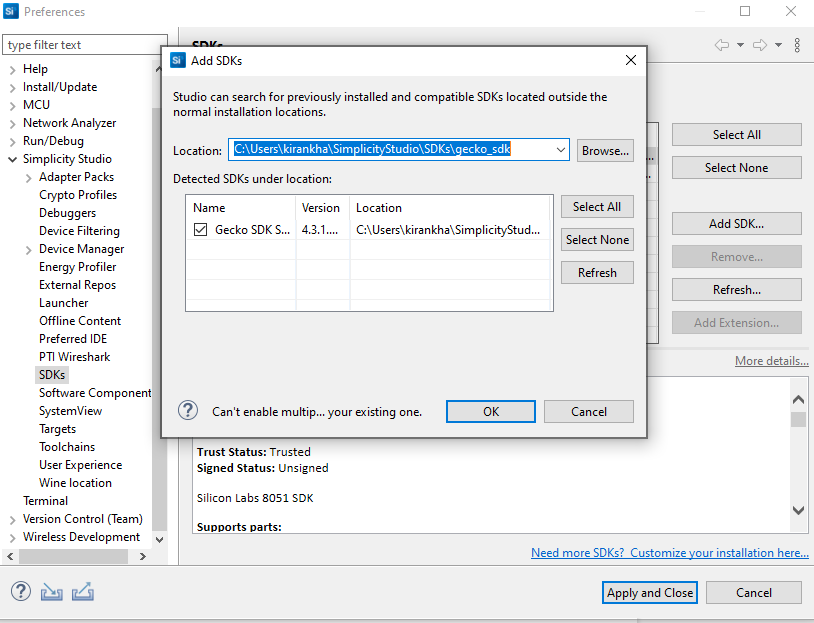 Si Preferences
type filter text
SDKs
Help
Install/Update
MCU
Network Analyzer
Run/Debug
Simplicity Studio
Adapter Packs
Crypto Profiles
Debuggers
Device Filtering
Device Manager
Energy Profiler
External Repos
Launcher
Offline Content
Preferred IDE
PTI Wireshark
SDKs
Software Component
SystemView
Targets
Toolchains
User Experience
Wine location
Terminal
Version Control (Team)
Wireless Development
Si Add SDKs
Studio can search for previously installed and compatible SDKs located outside the
normal installation locations.
Location: C:\Users\kirankha\SimplicityStudio\SDKs\gecko_sdk Browse...
Detected SDKs under location:
Name Version Location
Gecko SDK S... 4.3.1.... C:\Users\kirankha\SimplicityStud...
Select All
Select None
Refresh
? Can't enable multip... your existing one. OK Cancel
Select All
Select None
Add SDK...
Remove...
Refresh...
Add Extension...
More details...
Trust Status: Trusted
Signed Status: Unsigned
Silicon Labs 8051 SDK
Supports parts:
Need more SDKs? Customize your installation here...
? Apply and Close Cancel